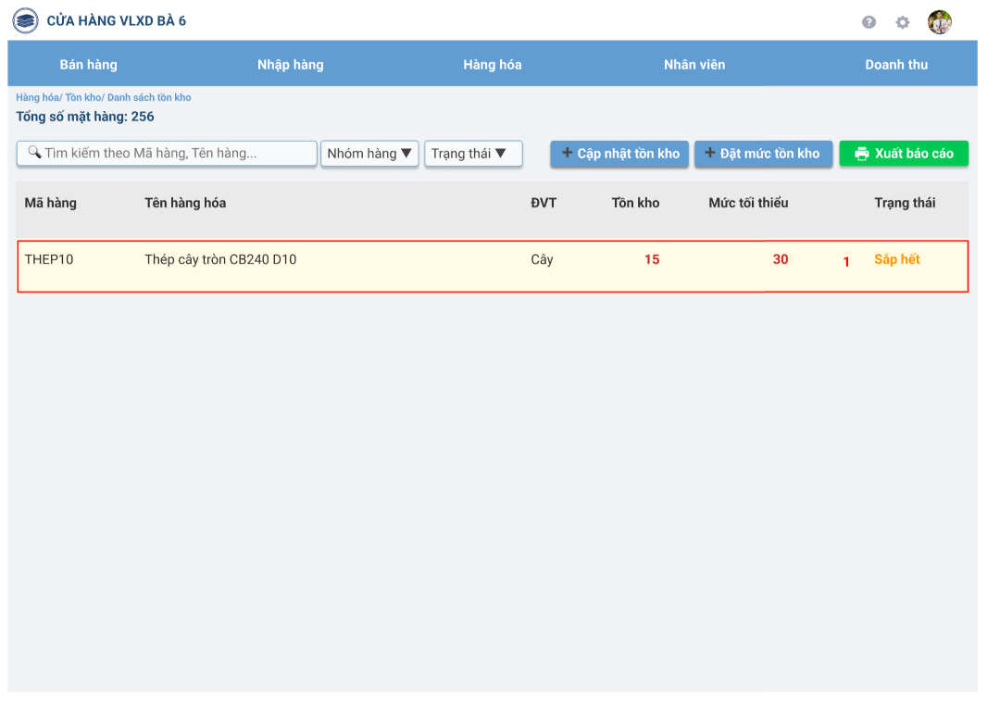 CỬA HÀNG VLXD BÀ 6
Bán hàng Nhập hàng Hàng hóa Nhân viên Doanh thu
Hàng hóa/ Tồn kho/ Danh sách tồn kho
Tổng số mặt hàng: 256
Tìm kiếm theo Mã hàng, Tên hàng... Nhóm hàng ▼ Trạng thái ▼ + Cập nhật tồn kho + Đặt mức tồn kho Xuất báo cáo
Mã hàng Tên hàng hóa ĐVT Tồn kho Mức tối thiểu Trạng thái
THEP10 Thép cây tròn CB240 D10 Cây 15 30 1 Sắp hết